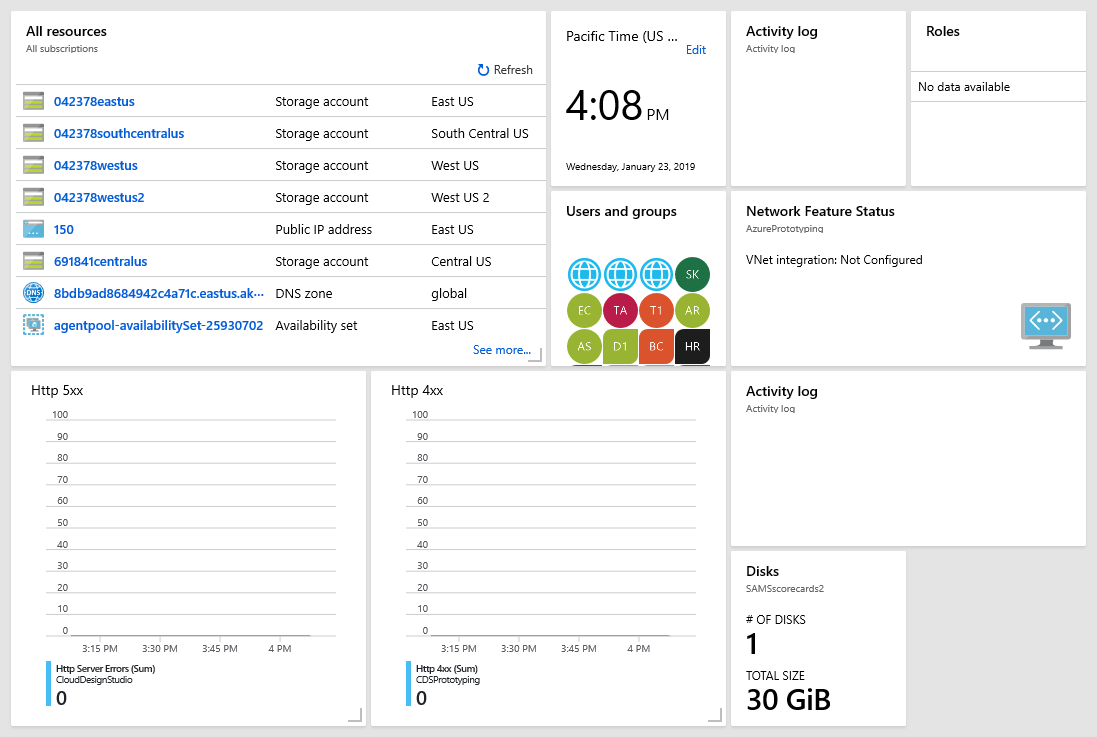 All resources
All subscriptions
Refresh
042378eastus Storage account East US
042378southcentralus Storage account South Central US
042378westus Storage account West US
042378westus2 Storage account West US 2
150 Public IP address East US
691841centralus Storage account Central US
DNS 8bdb9ad8684942c4a71c.eastus.ak··· DNS zone global
agentpool-availabilitySet-25930702 Availability set East US
See more...
Pacific Time (US ...
Edit
4:08 PM
Wednesday, January 23, 2019
Activity log
Activity log
Roles
No data available
Users and groups
SK
EC TA T1 AR
AS D1 BC HR
Network Feature Status
AzurePrototyping
VNet integration: Not Configured
Http 5xx
100
90
80
70
60
50
40
30
20
10
0
3:15 PM 3:30 PM 3:45 PM 4 PM
Http Server Errors (Sum)
CloudDesignStudio
0
Http 4xx
100
90
80
70
60
50
40
30
20
10
0
3:15 PM 3:30 PM 3:45 PM 4 PM
Http 4xx (Sum)
CDSPrototyping
0
Activity log
Activity log
Disks
SAMSscorecards2
# OF DISKS
1
TOTAL SIZE
30 GiB